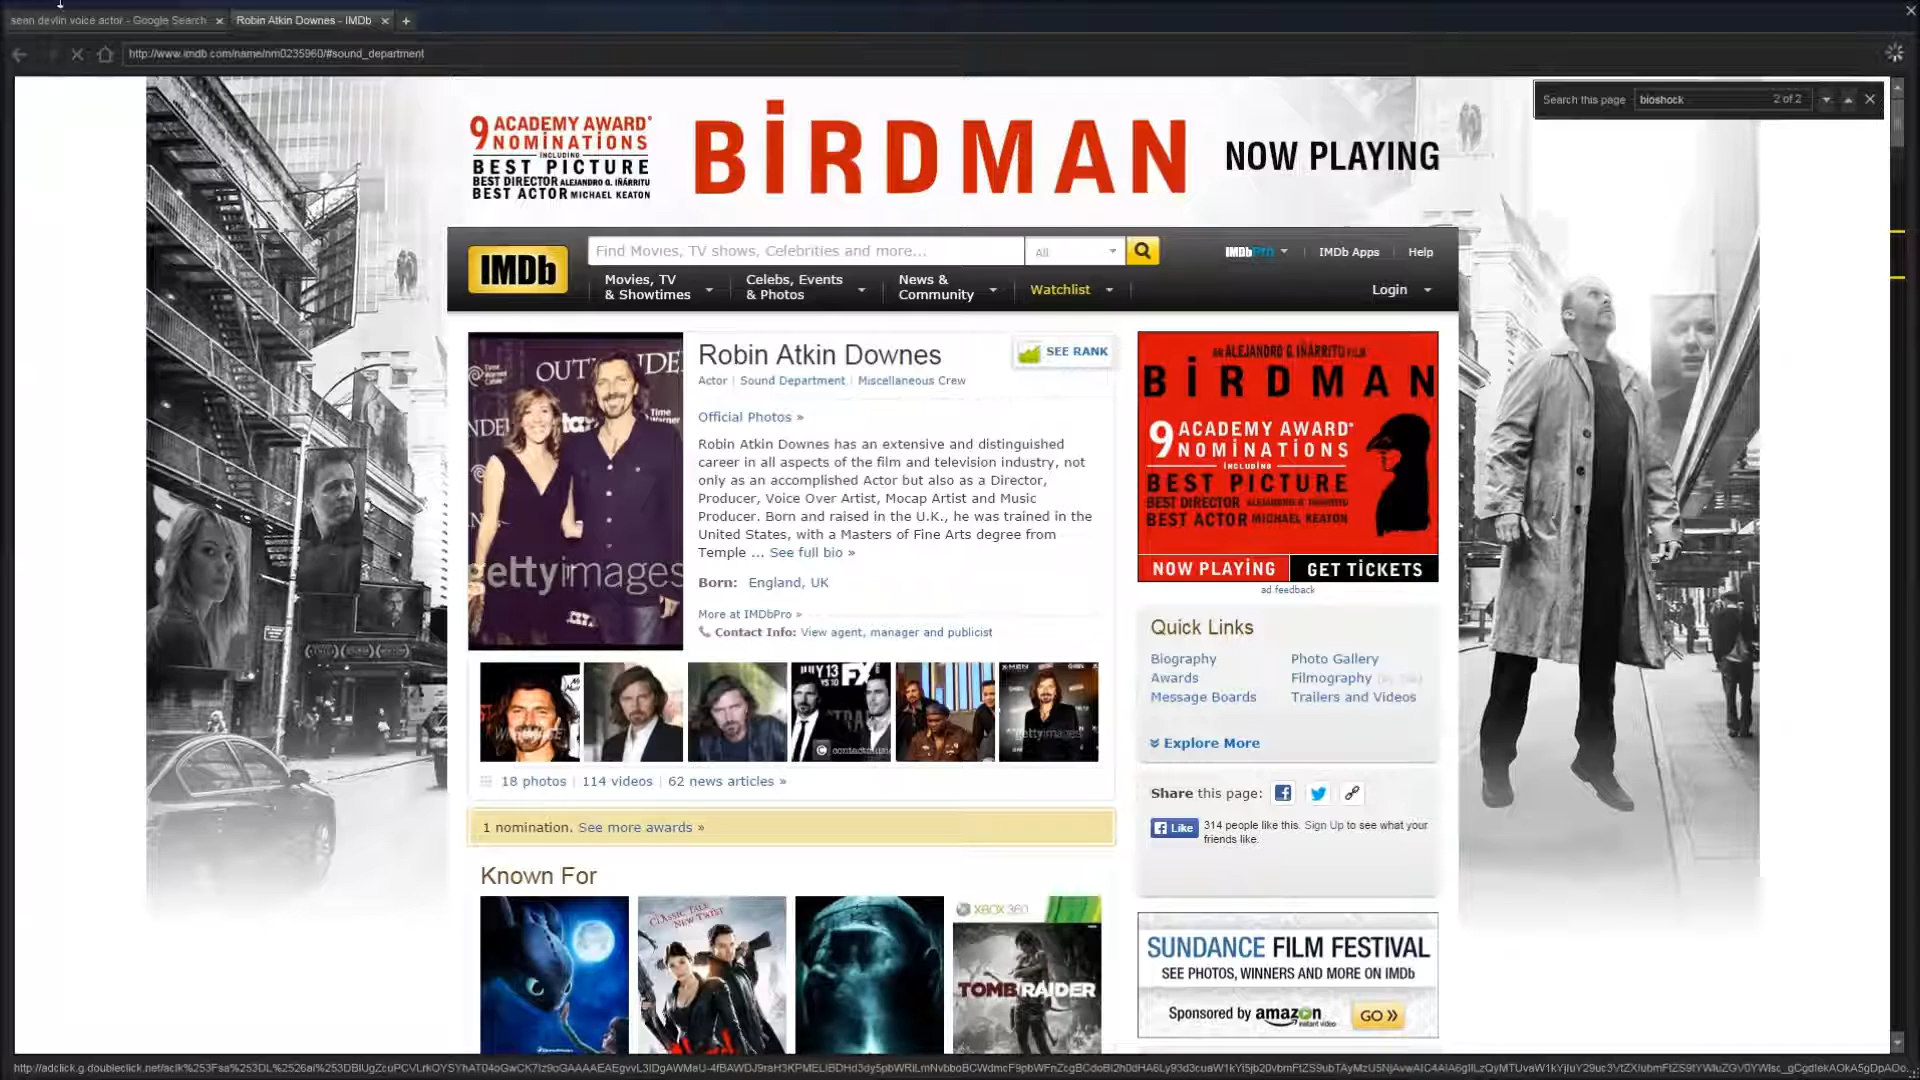 sean devlin voice actor - Google Search
Robin Atkin Downes - IMDb
http://www.imdb.com/name/nm0235960/#sound_department
Search this page
bioshock
2 of 2
9 ACADEMY AWARD
NOMINATIONS
INCLUDING
BEST PICTURE
BEST DIRECTOR ALEJANDRO G. IÑÁRRITU
BEST ACTOR MICHAEL KEATON
BIRDMAN
NOW PLAYING
IMDb
Find Movies, TV shows, Celebrities and more...
All
IMDbPro
IMDb Apps
Help
Movies, TV
& Showtimes
Celebs, Events
& Photos
News &
Community
Watchlist
Login
Robin Atkin Downes
SEE RANK
Actor | Sound Department | Miscellaneous Crew
Official Photos »
Robin Atkin Downes has an extensive and distinguished
career in all aspects of the film and television industry, not
only as an accomplished Actor but also as a Director,
Producer, Voice Over Artist, Mocap Artist and Music
Producer. Born and raised in the U.K., he was trained in the
United States, with a Masters of Fine Arts degree from
Temple ... See full bio »
Born: England, UK
More at IMDbPro »
Contact Info: View agent, manager and publicist
gettyimages
18 photos | 114 videos | 62 news articles »
1 nomination. See more awards »
Known For
XBOX 360
TOMB RAIDER
AN ALEJANDRO G. IÑÁRRITU FILM
BIRDMAN
9 ACADEMY AWARD
NOMINATIONS
INCLUDING
BEST PICTURE
BEST DIRECTOR ALEJANDRO G. IÑÁRRITU
BEST ACTOR MICHAEL KEATON
NOW PLAYING
GET TICKETS
ad feedback
Quick Links
Biography
Photo Gallery
Awards
Filmography
Message Boards
Trailers and Videos
Explore More
Share this page:
Like
314 people like this. Sign Up to see what your
friends like.
SUNDANCE FILM FESTIVAL
SEE PHOTOS, WINNERS AND MORE ON IMDb
Sponsored by amazon
instant video
GO »